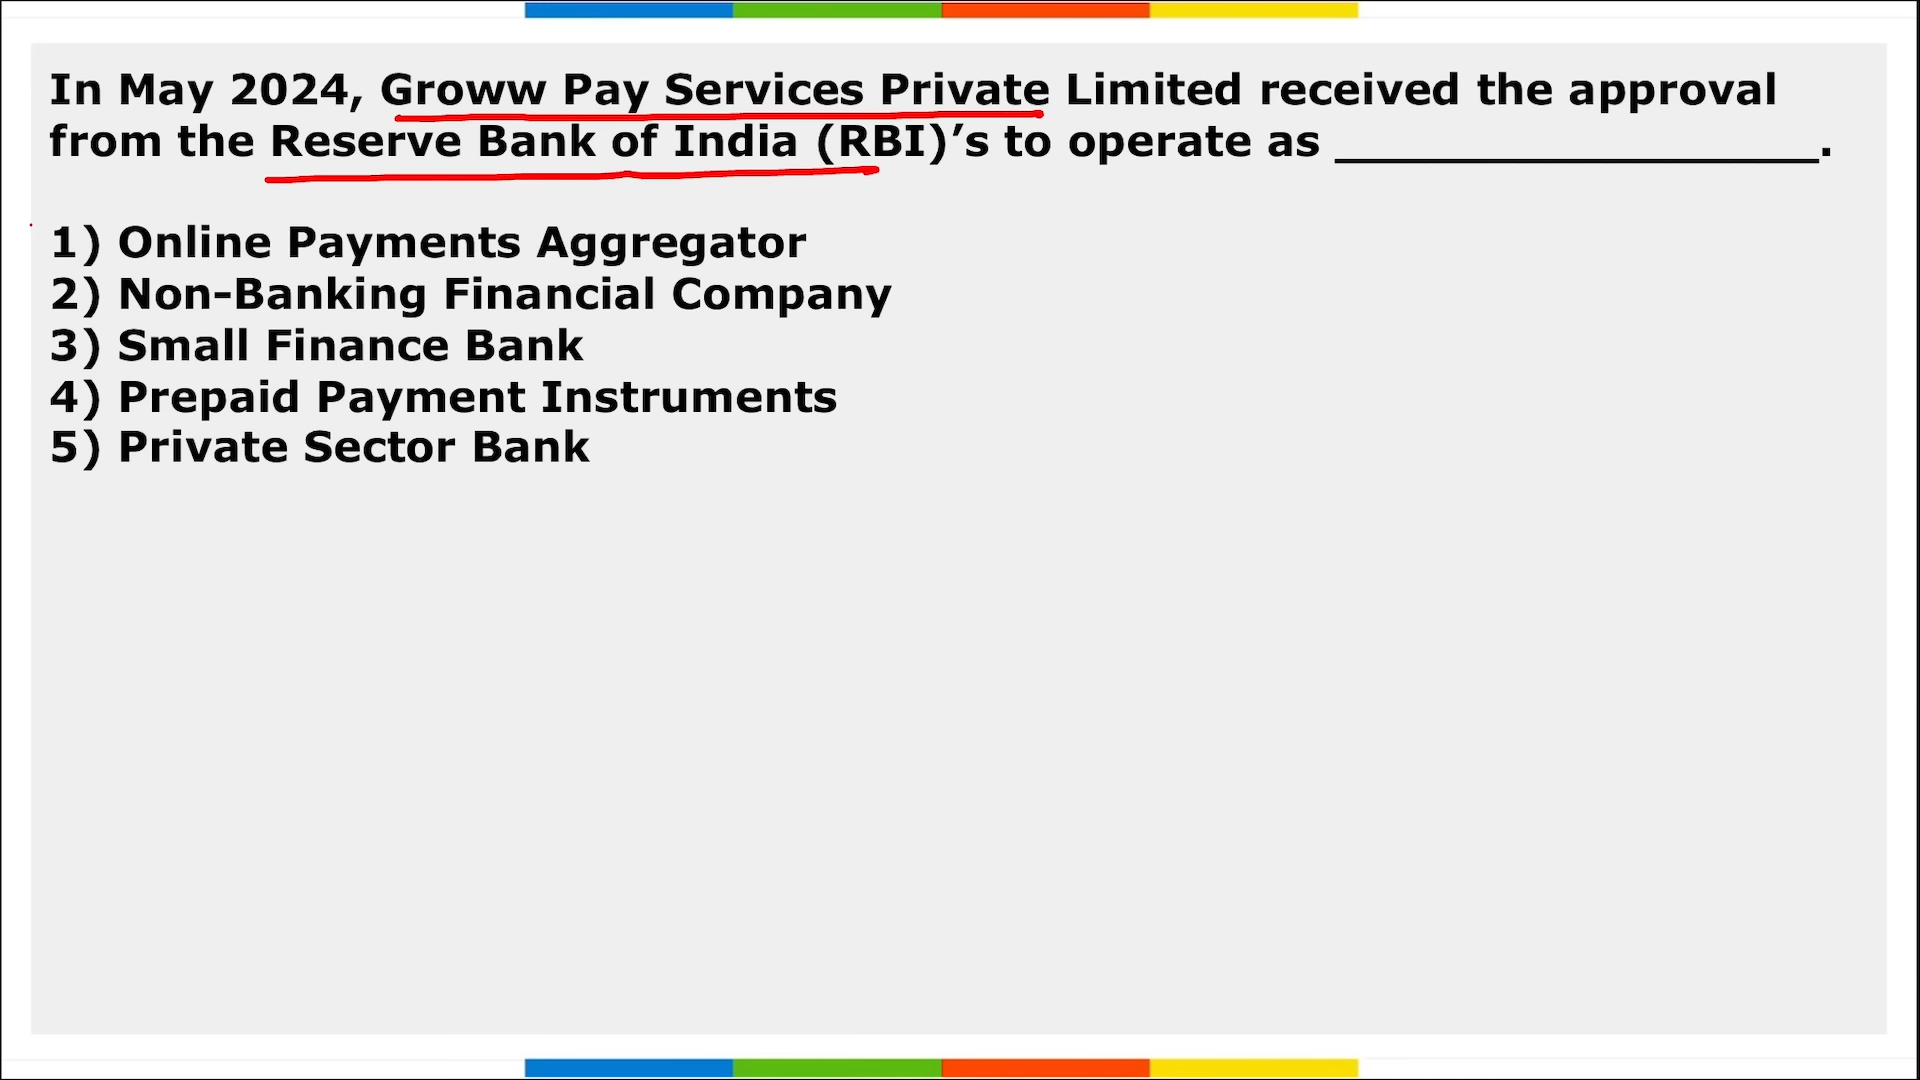 In May 2024, Groww Pay Services Private Limited received the approval
from the Reserve Bank of India (RBI)’s to operate as __________________.
1) Online Payments Aggregator
2) Non-Banking Financial Company
3) Small Finance Bank
4) Prepaid Payment Instruments
5) Private Sector Bank